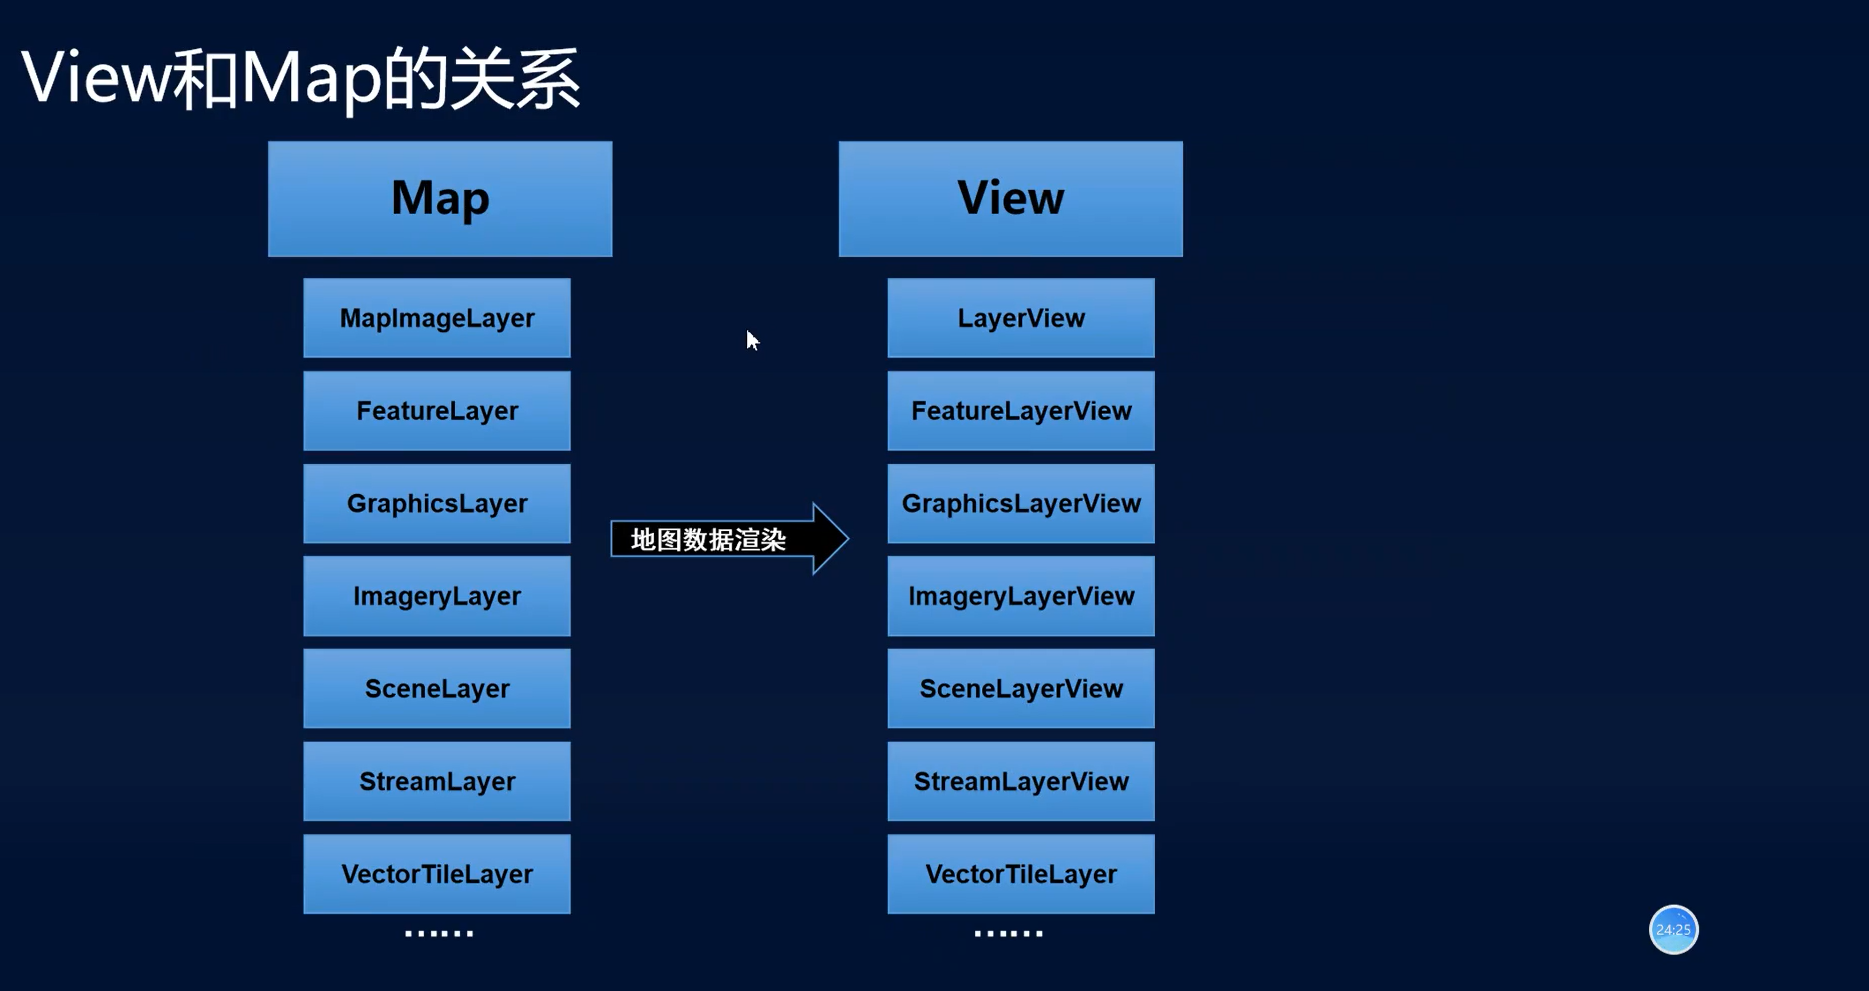 View和Map的关系
Map
View
MapImageLayer
LayerView
FeatureLayer
FeatureLayerView
GraphicsLayer
GraphicsLayerView
地图数据渲染
ImageryLayer
ImageryLayerView
SceneLayer
SceneLayerView
StreamLayer
StreamLayerView
VectorTileLayer
VectorTileLayer
……
……
24:25